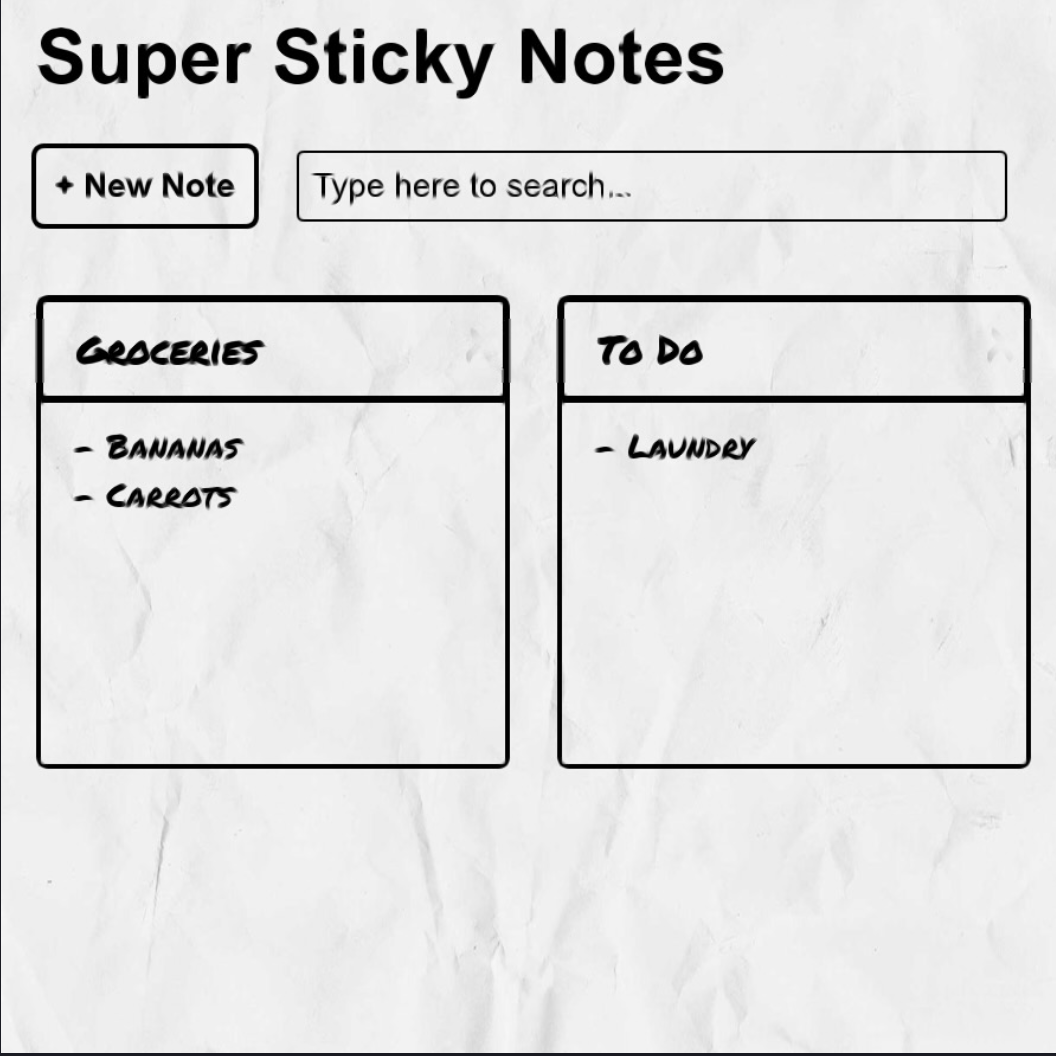 Super Sticky Notes
+ New Note
Type here to search...
GROCERIES
TO DO
- BANANAS
- CARROTS
- LAUNDRY